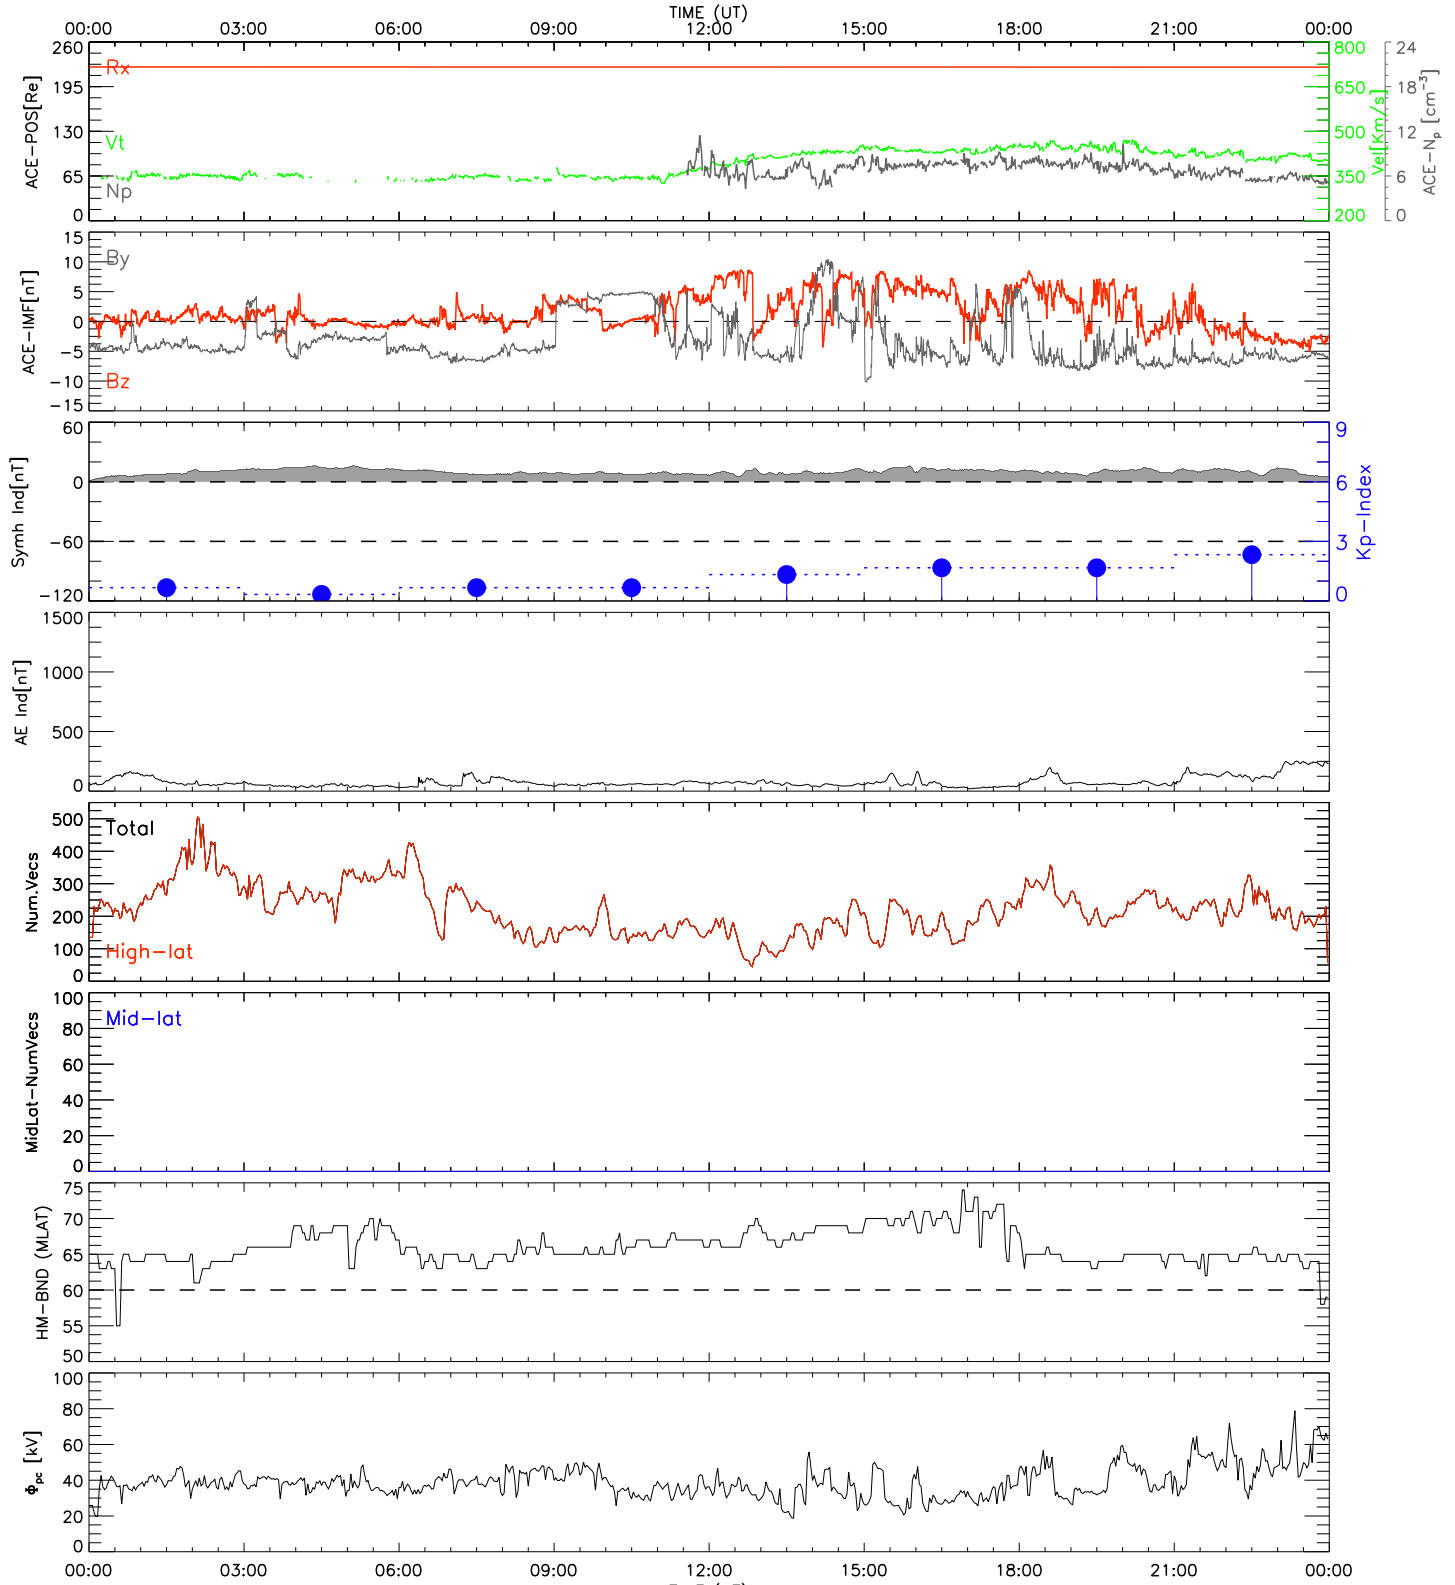 TIME (UT)
00:00 03:00 06:00 09:00 12:00 15:00 18:00 21:00 00:00
ACE-POS[Re]
260
195
130
65
0
Rx
Vt
Np
800
650
500
350
200
Vel[Km/s]
24
18
12
6
0
ACE-Np [cm-3]
ACE-IMF[nT]
15
10
5
0
-5
-10
-15
By
Bz
Symh Ind[nT]
60
0
-60
-120
9
6
3
0
Kp-Index
AE Ind[nT]
1500
1000
500
0
Num.Vecs
500
400
300
200
100
0
Total
High-lat
MidLat-NumVecs
100
80
60
40
20
0
Mid-lat
HM-BND (MLAT)
75
70
65
60
55
50
Φpc [kV]
100
80
60
40
20
0
00:00 03:00 06:00 09:00 12:00 15:00 18:00 21:00 00:00